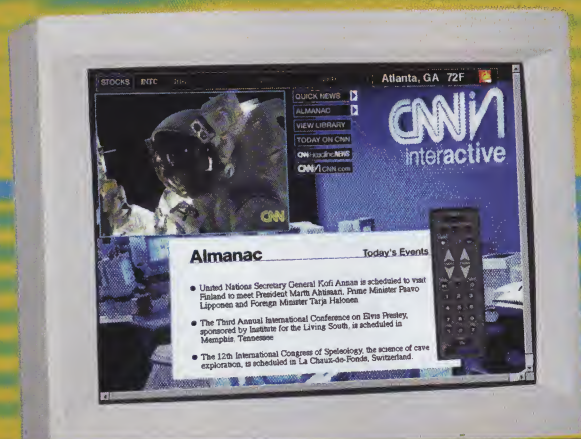 STOCKS INTC
Atlanta, GA 72F
QUICK NEWS
ALMANAC
VIEW LIBRARY
TODAY ON CNN
CNN Headline NEWS
CNN CNN.com
CNN
CNN
interactive
Almanac Today's Events
• United Nations Secretary General Kofi Annan is scheduled to visit
Finland to meet President Marth Ahtisaari, Prime Minister Paavo
Lipponen and Foreign Minister Tarja Halonen
• The Third Annual International Conference on Elvis Presley,
sponsored by Institute for the Living South, is scheduled in
Memphis, Tennessee
• The 12th International Congress of Speleology, the science of cave
exploration, is scheduled in La Chaux-de-Fonds, Switzerland.